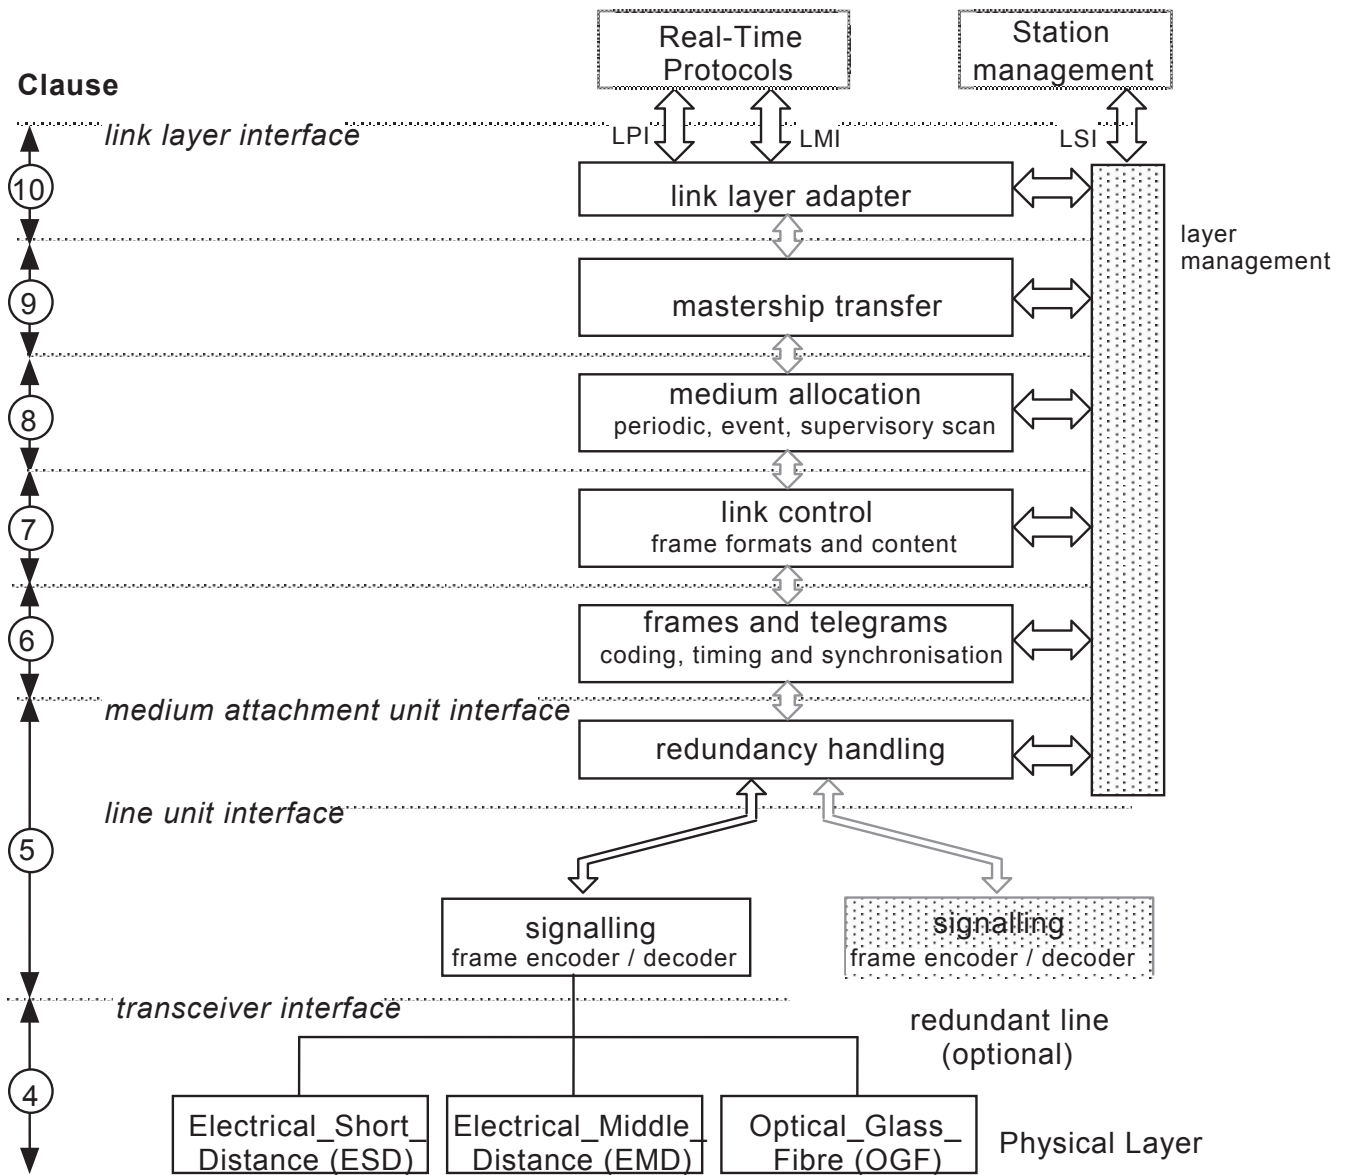 Real-Time
Protocols
Station
management
Clause
link layer interface
LPI
LMI
LSI
10
link layer adapter
layer
management
9
mastership transfer
8
medium allocation
periodic, event, supervisory scan
7
link control
frame formats and content
6
frames and telegrams
coding, timing and synchronisation
medium attachment unit interface
redundancy handling
line unit interface
5
signalling
frame encoder / decoder
signalling
frame encoder / decoder
transceiver interface
redundant line
(optional)
4
Electrical_Short_
Distance (ESD)
Electrical_Middle_
Distance (EMD)
Optical_Glass_
Fibre (OGF)
Physical Layer